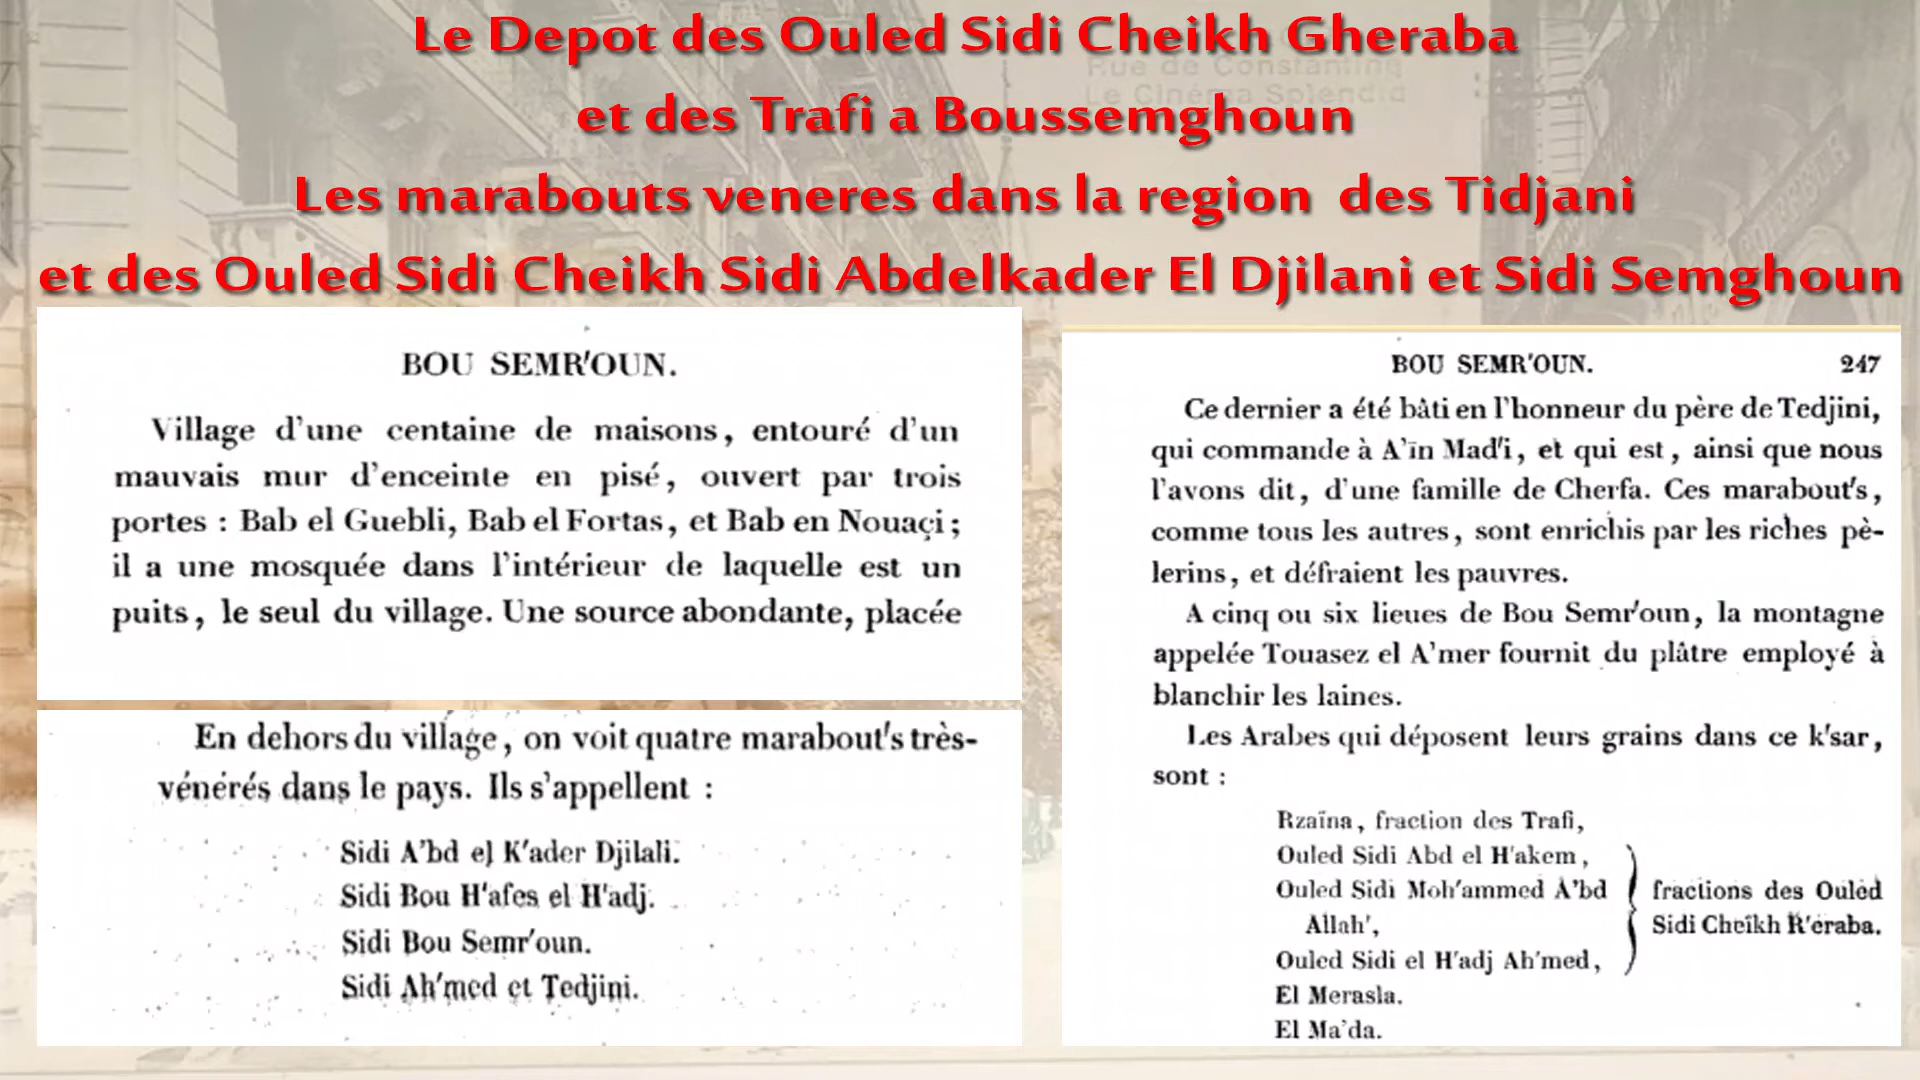 Le Depot des Ouled Sidi Cheikh Gheraba
et des Trafi a Boussemghoun
Les marabouts veneres dans la region des Tidjani
et des Ouled Sidi Cheikh Sidi Abdelkader El Djilani et Sidi Semghoun
Rue de Constantine
Le Cinéma Splendid
BOU SEMR'OUN.
Village d'une centaine de maisons, entouré d'un
mauvais mur d'enceinte en pisé, ouvert par trois
portes : Bab el Guebli, Bab el Fortas, et Bab en Nouaçi ;
il a une mosquée dans l'intérieur de laquelle est un
puits, le seul du village. Une source abondante, placée
En dehors du village, on voit quatre marabout's très-
vénérés dans le pays. Ils s'appellent :
Sidi A'bd el K'ader Djilali.
Sidi Bou H'afes el H'adj.
Sidi Bou Semr'oun.
Sidi Ah'med et Tedjini.
BOU SEMR'OUN. 247
Ce dernier a été bâti en l'honneur du père de Tedjini,
qui commande à A'ïn Mad'i, et qui est, ainsi que nous
l'avons dit, d'une famille de Cherfa. Ces marabout's,
comme tous les autres, sont enrichis par les riches pè-
lerins, et défraient les pauvres.
A cinq ou six lieues de Bou Semr'oun, la montagne
appelée Touasez el A'mer fournit du plâtre employé à
blanchir les laines.
Les Arabes qui déposent leurs grains dans ce k'sar,
sont :
Rzaïna, fraction des Trafi,
Ouled Sidi Abd el H'akem,
Ouled Sidi Moh'ammed A'bd
Allah',
Ouled Sidi el H'adj Ah'med,
fractions des Ouled
Sidi Cheïkh R'eraba.
El Merasla.
El Ma'da.